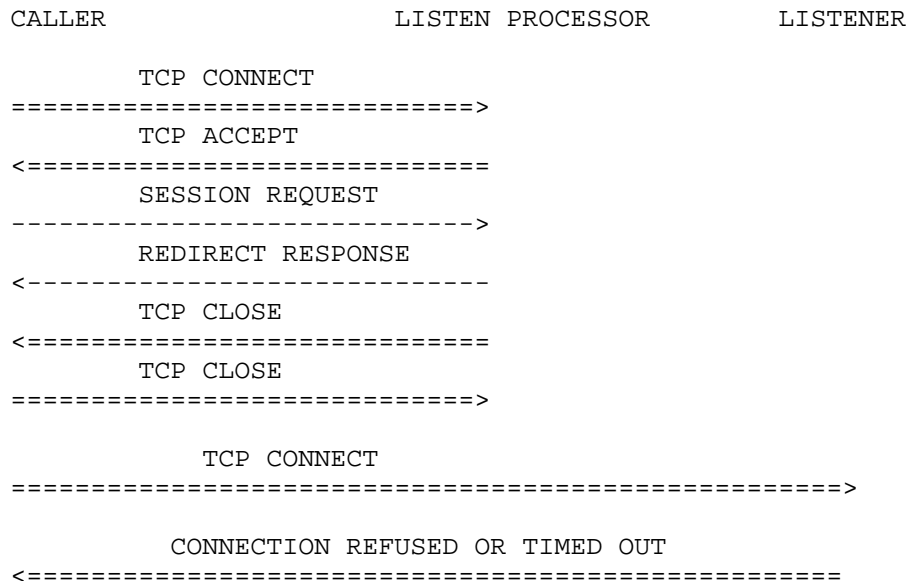 CALLER LISTEN PROCESSOR LISTENER
TCP CONNECT
==============================>
TCP ACCEPT
<==============================
SESSION REQUEST
------------------------------>
REDIRECT RESPONSE
<------------------------------
TCP CLOSE
<==============================
TCP CLOSE
==============================>
TCP CONNECT
====================================================>
CONNECTION REFUSED OR TIMED OUT
<===================================================